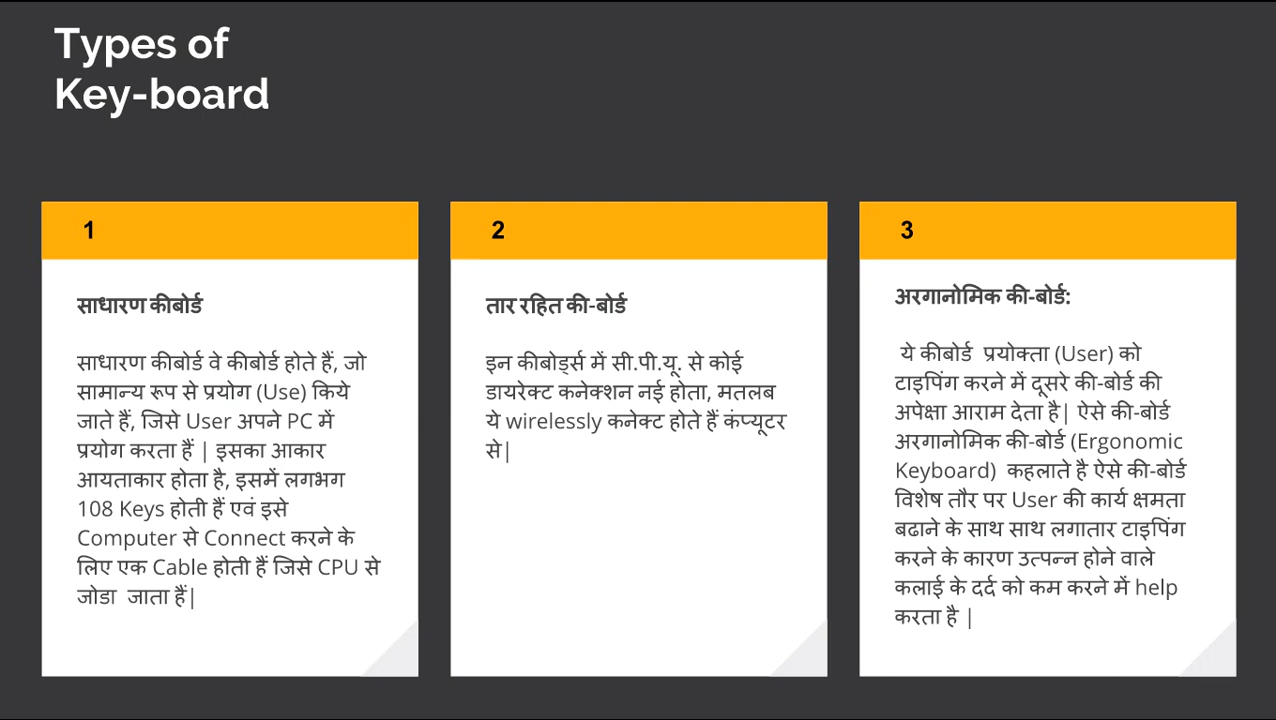 Types of
Key-board
1
साधारण कीबोर्ड
साधारण कीबोर्ड वे कीबोर्ड होते हैं, जो
सामान्य रूप से प्रयोग (Use) किये
जाते हैं, जिसे User अपने PC में
प्रयोग करता हैं | इसका आकार
आयताकार होता है, इसमें लगभग
108 Keys होती हैं एवं इसे
Computer से Connect करने के
लिए एक Cable होती हैं जिसे CPU से
जोडा जाता हैं|
2
तार रहित की-बोर्ड
इन कीबोर्ड्स में सी.पी.यू. से कोई
डायरेक्ट कनेक्शन नई होता, मतलब
ये wirelessly कनेक्ट होते हैं कंप्यूटर
से|
3
अरगानोमिक की-बोर्ड:
ये कीबोर्ड प्रयोक्ता (User) को
टाइपिंग करने में दूसरे की-बोर्ड की
अपेक्षा आराम देता है| ऐसे की-बोर्ड
अरगानोमिक की-बोर्ड (Ergonomic
Keyboard) कहलाते है ऐसे की-बोर्ड
विशेष तौर पर User की कार्य क्षमता
बढाने के साथ साथ लगातार टाइपिंग
करने के कारण उत्पन्न होने वाले
कलाई के दर्द को कम करने में help
करता है |